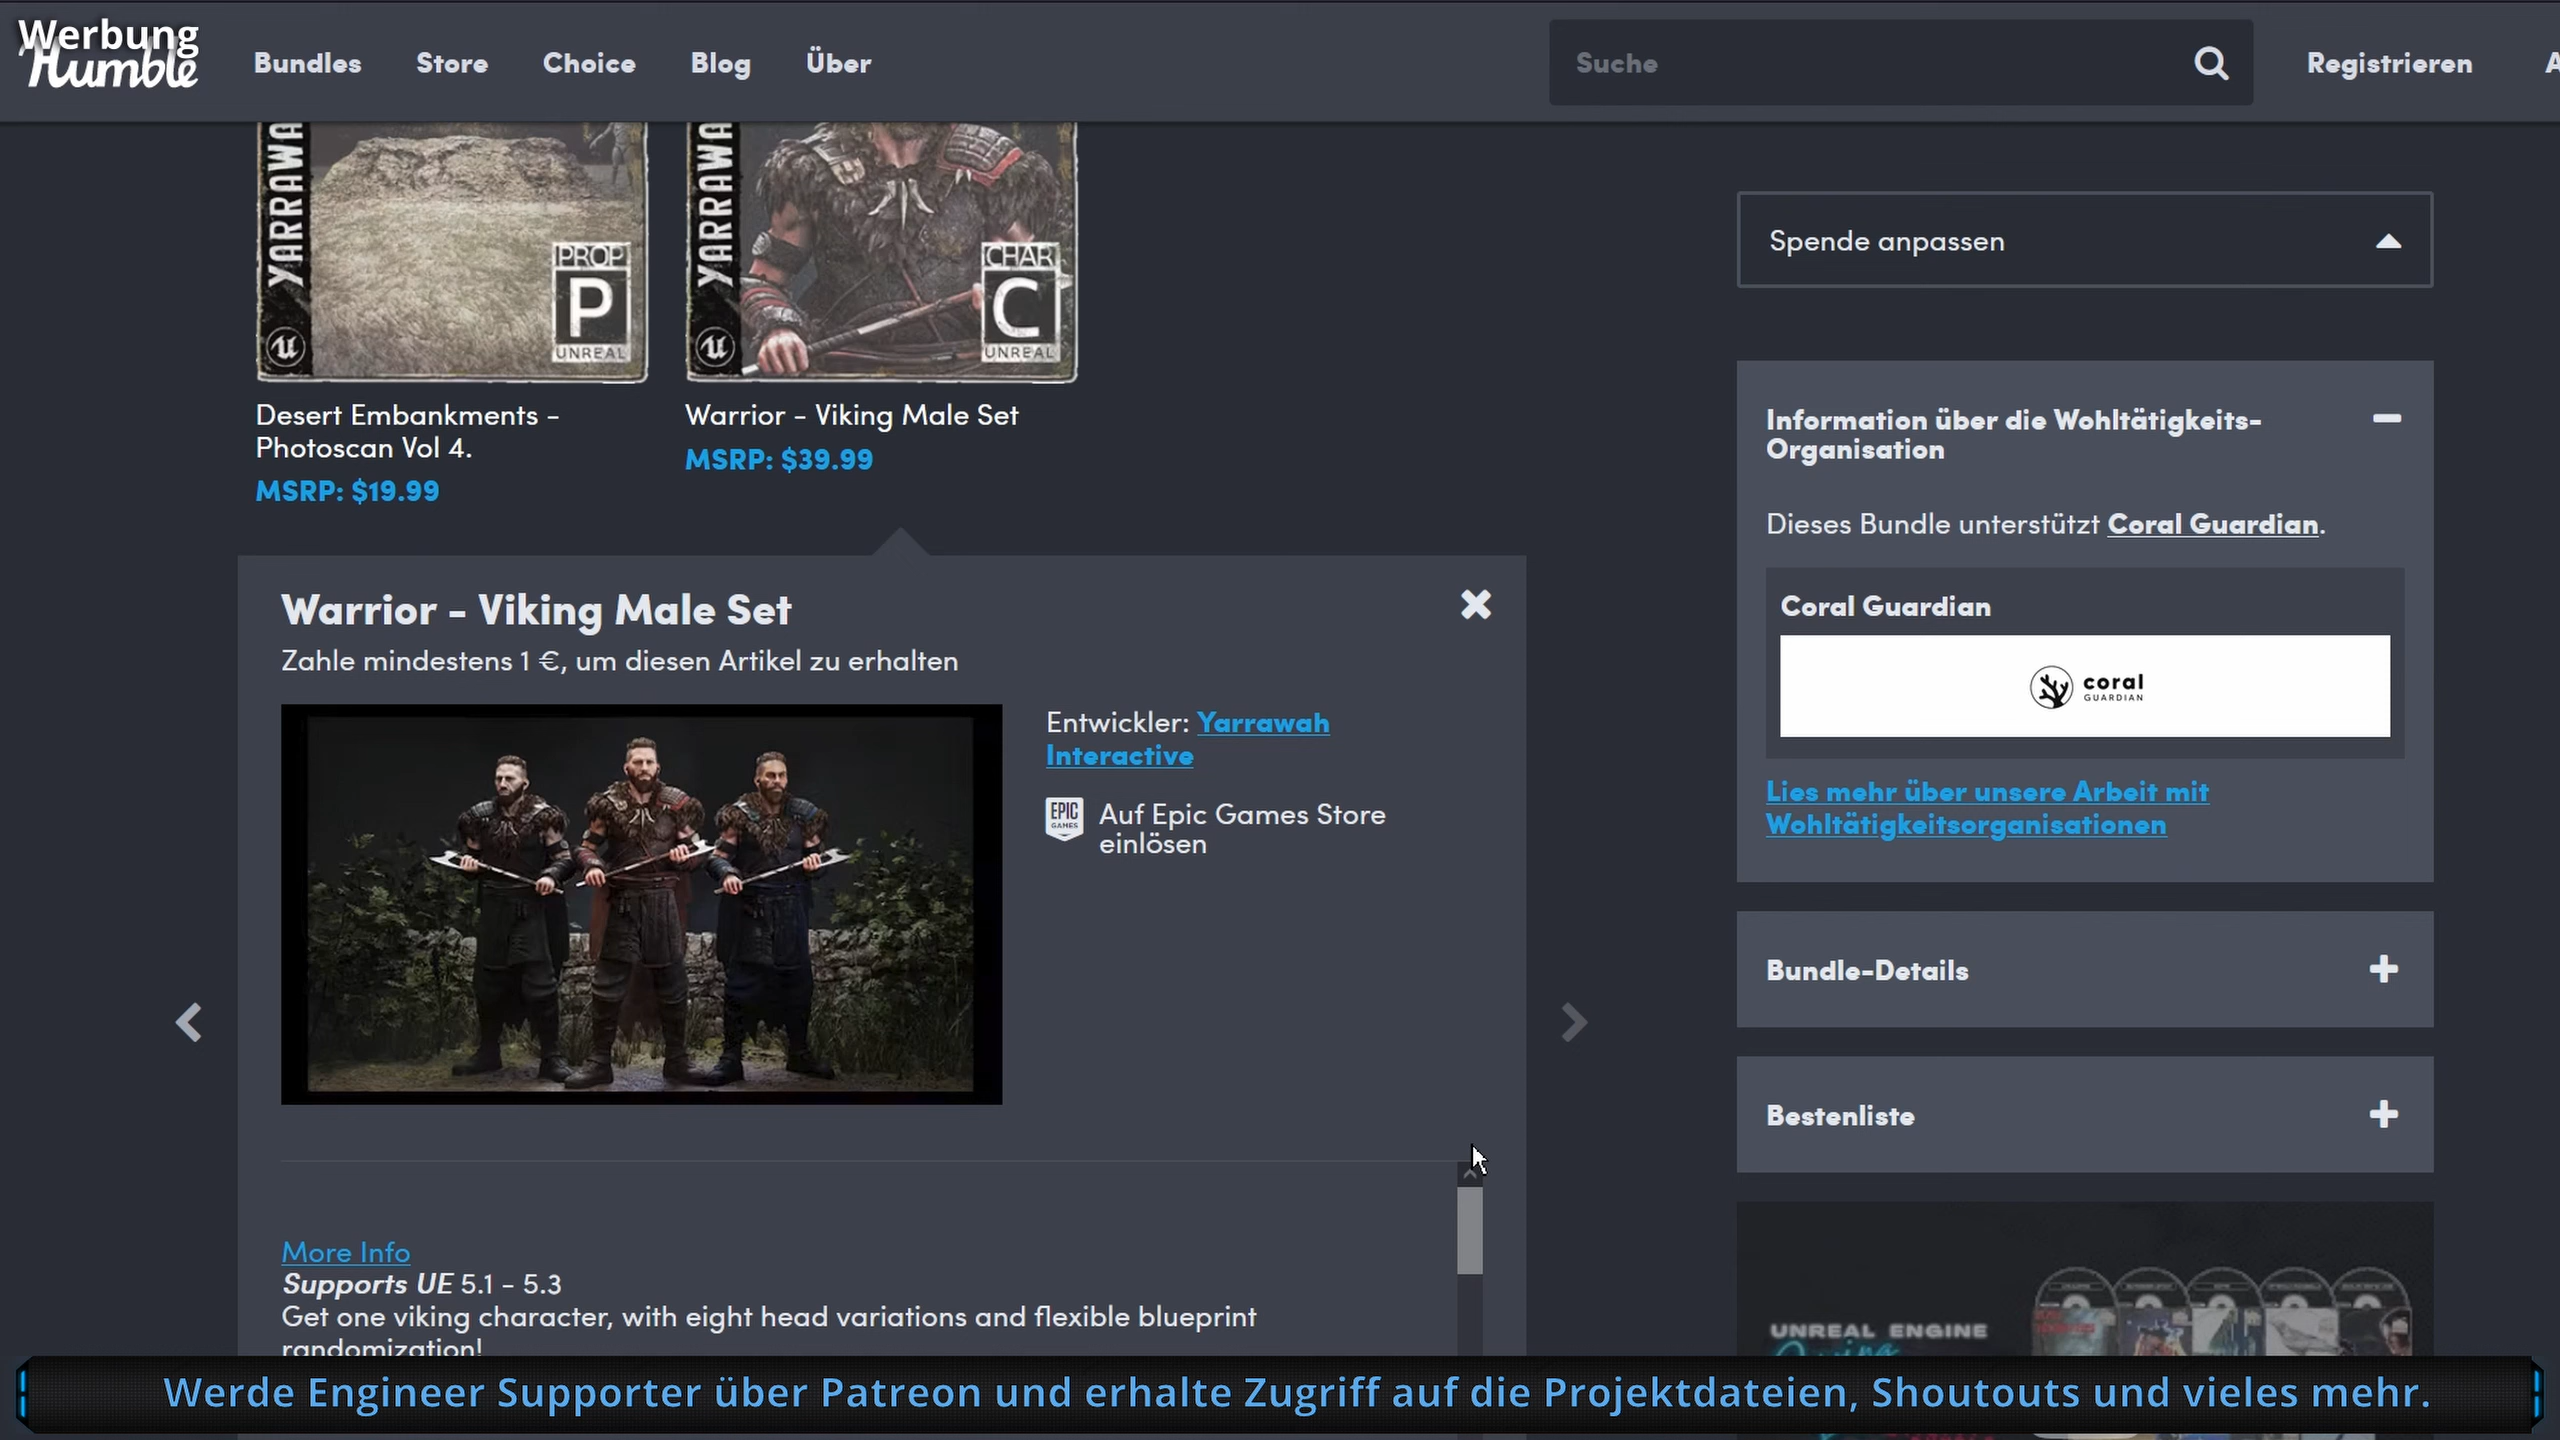 Werbung
Humble
Bundles
Store
Choice
Blog
Über
Suche
Registrieren
YARRAWA
PROP
P
UNREAL
YARRAWA
CHAR
C
UNREAL
Desert Embankments -
Photoscan Vol 4.
MSRP: $19.99
Warrior - Viking Male Set
MSRP: $39.99
Warrior - Viking Male Set
Zahle mindestens 1 €, um diesen Artikel zu erhalten
Entwickler: Yarrawah
Interactive
EPIC
GAMES
Auf Epic Games Store
einlösen
More Info
Supports UE 5.1 - 5.3
Get one viking character, with eight head variations and flexible blueprint
randomization!
Spende anpassen
Information über die Wohltätigkeits-
Organisation
Dieses Bundle unterstützt Coral Guardian.
Coral Guardian
coral
GUARDIAN
Lies mehr über unsere Arbeit mit
Wohltätigkeitsorganisationen
Bundle-Details
Bestenliste
UNREAL ENGINE
Werde Engineer Supporter über Patreon und erhalte Zugriff auf die Projektdateien, Shoutouts und vieles mehr.